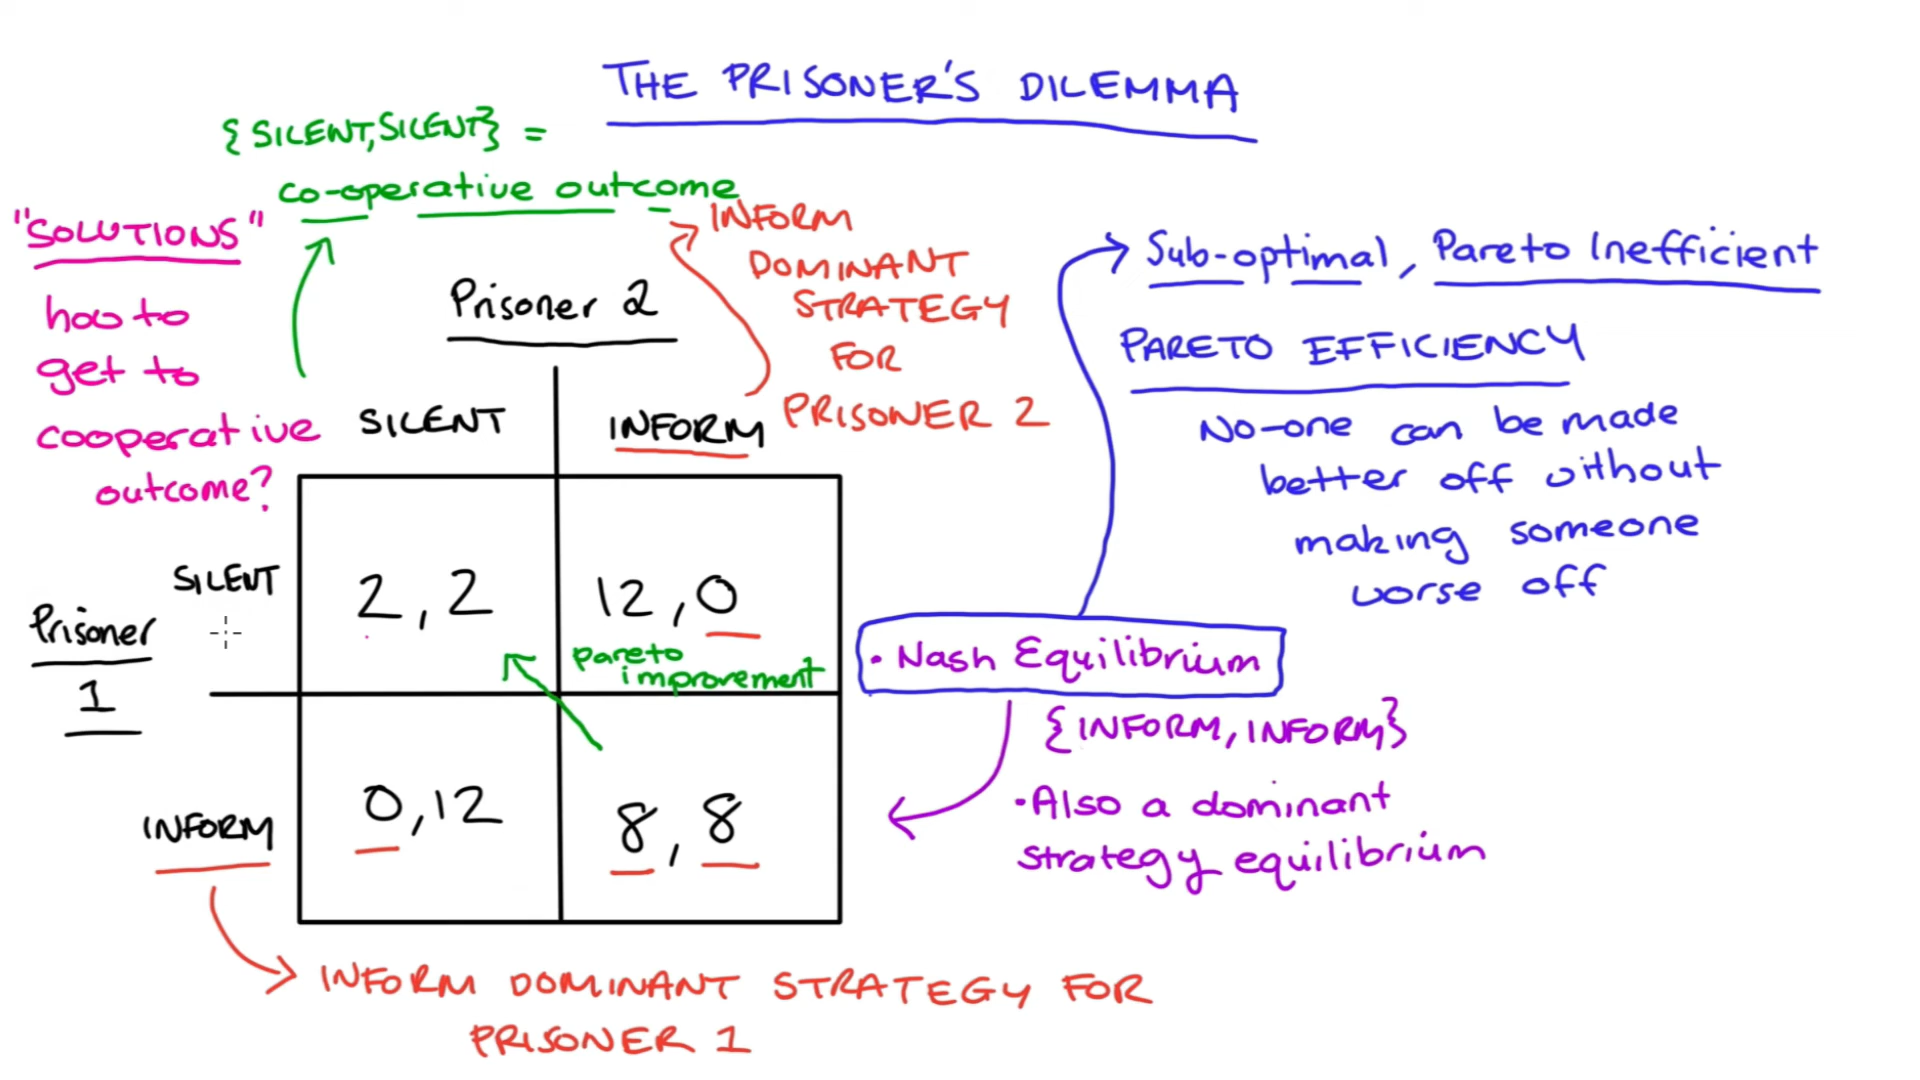 THE PRISONER'S DILEMMA
{SILENT,SILENT} =
co-operative outcome
"SOLUTIONS"
how to
get to
cooperative
outcome?
INFORM
DOMINANT
STRATEGY
FOR
PRISONER 2
Prisoner 2
SILENT
INFORM
Sub-optimal, Pareto Inefficient
PARETO EFFICIENCY
No-one can be made
better off without
making someone
worse off
Prisoner
1
SILENT
2, 2
12, 0
pareto
improvement
INFORM
0, 12
8, 8
• Nash Equilibrium
{INFORM, INFORM}
• Also a dominant
strategy equilibrium
INFORM DOMINANT STRATEGY FOR
PRISONER 1